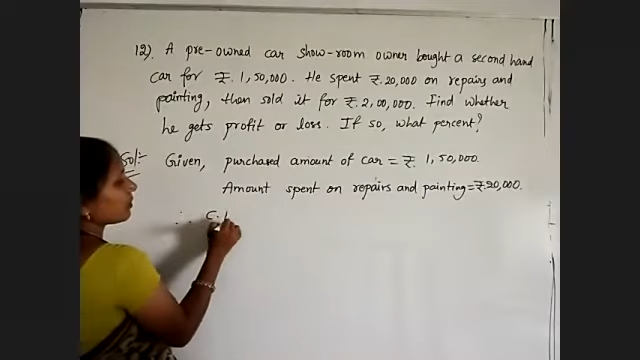 12). A pre-owned car show-room owner bought a second hand
car for ₹. 1,50,000. He spent ₹.20,000 on repairs and
painting, then sold it for ₹.2,00,000. Find whether
he gets profit or loss. If so, what percent?
Sol:- Given, purchased amount of car = ₹. 1,50,000.
Amount spent on repairs and painting = ₹.20,000.
∴ C.